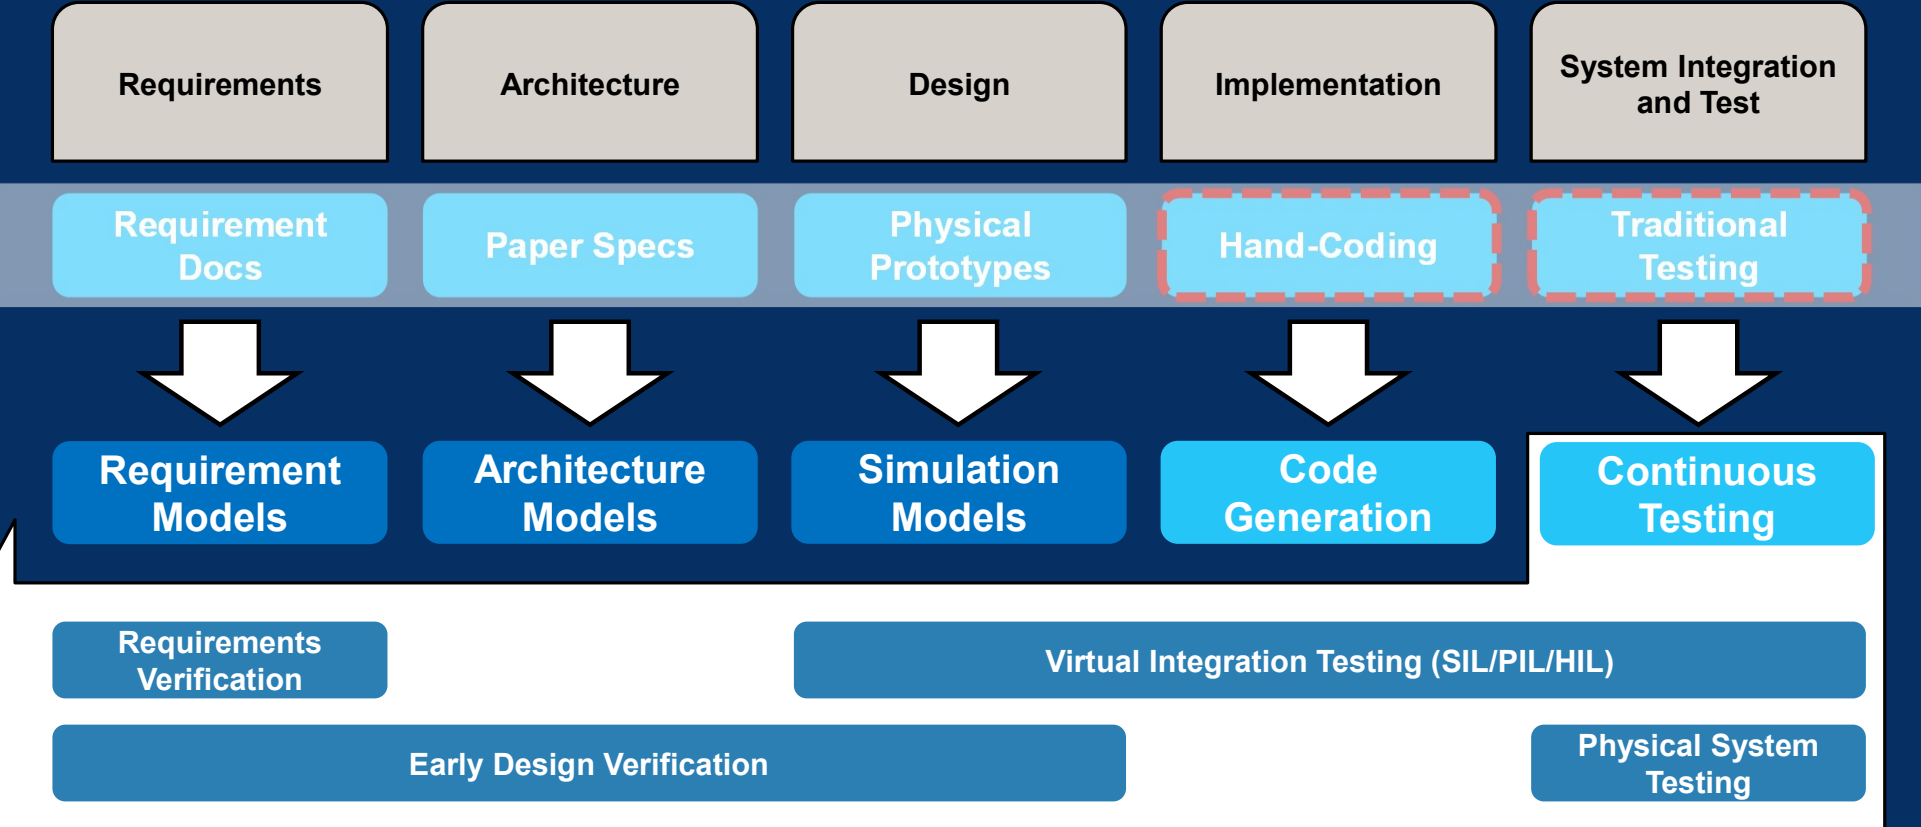 Requirements
Architecture
Design
Implementation
System Integration
and Test
Requirement
Docs
Paper Specs
Physical
Prototypes
Hand-Coding
Traditional
Testing
Requirement
Models
Architecture
Models
Simulation
Models
Code
Generation
Continuous
Testing
Requirements
Verification
Virtual Integration Testing (SIL/PIL/HIL)
Early Design Verification
Physical System
Testing